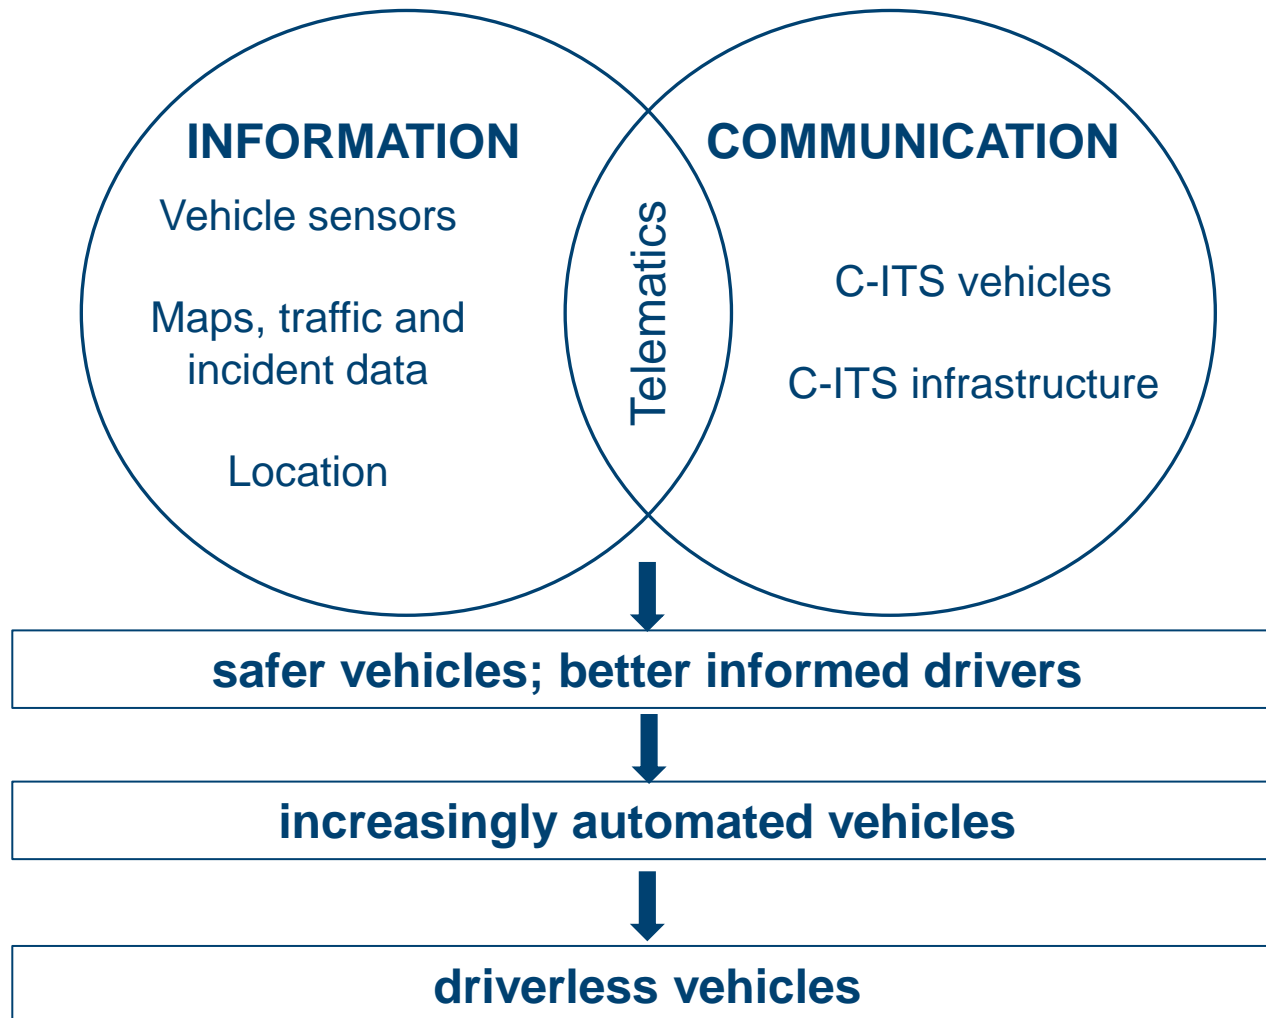 INFORMATION
Vehicle sensors
Maps, traffic and
incident data
Location
Telematics
COMMUNICATION
C-ITS vehicles
C-ITS infrastructure
safer vehicles; better informed drivers
increasingly automated vehicles
driverless vehicles